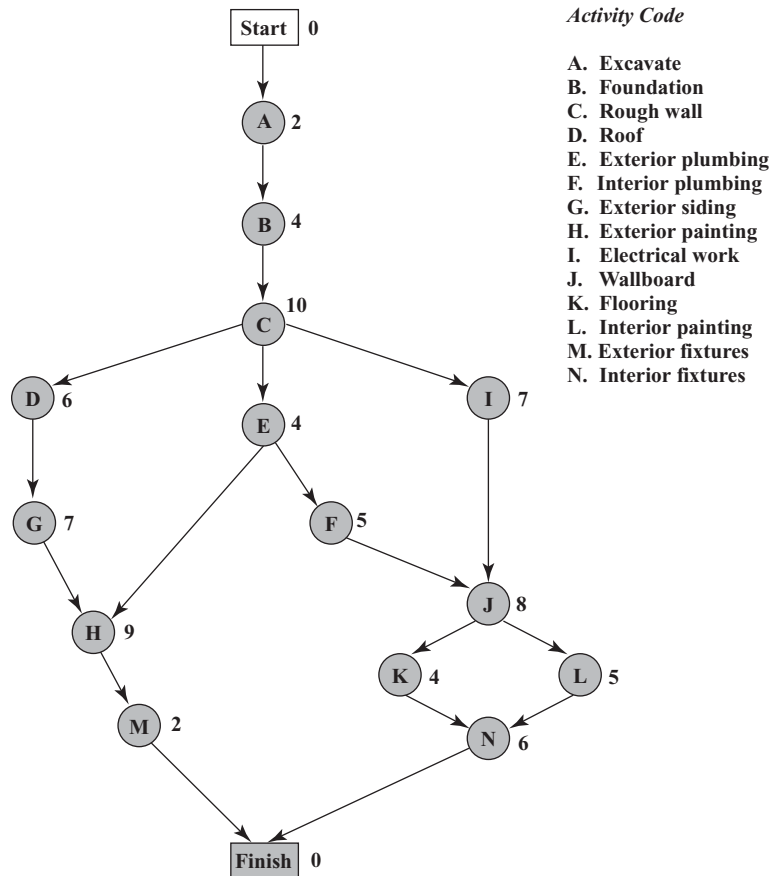 Start 0
Activity Code
A. Excavate
B. Foundation
C. Rough wall
D. Roof
E. Exterior plumbing
F. Interior plumbing
G. Exterior siding
H. Exterior painting
I. Electrical work
J. Wallboard
K. Flooring
L. Interior painting
M. Exterior fixtures
N. Interior fixtures
A 2
B 4
C 10
D 6
E 4
I 7
G 7
F 5
J 8
H 9
K 4
L 5
M 2
N 6
Finish 0